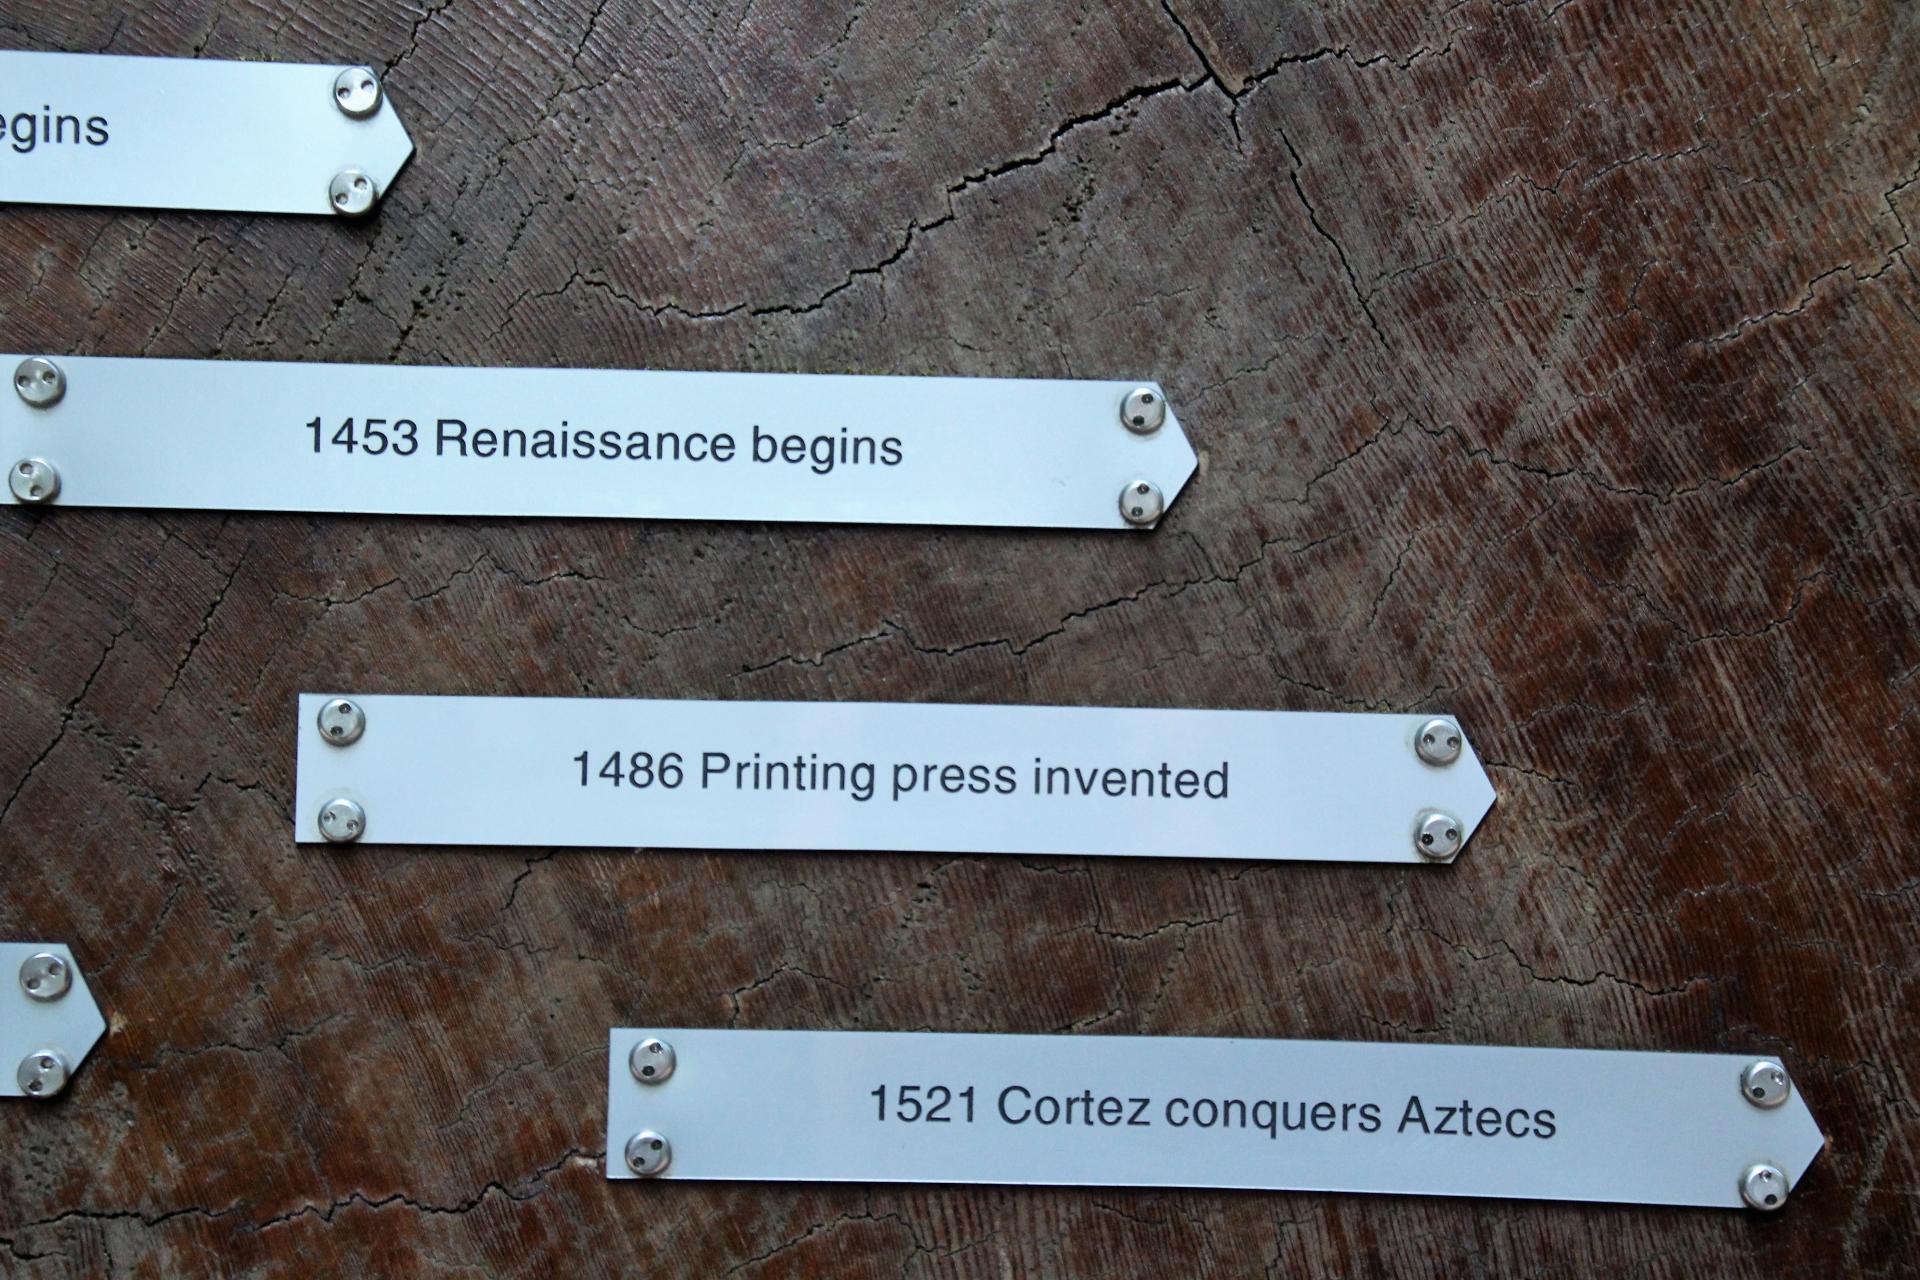 egins
1453 Renaissance begins
1486 Printing press invented
1521 Cortez conquers Aztecs